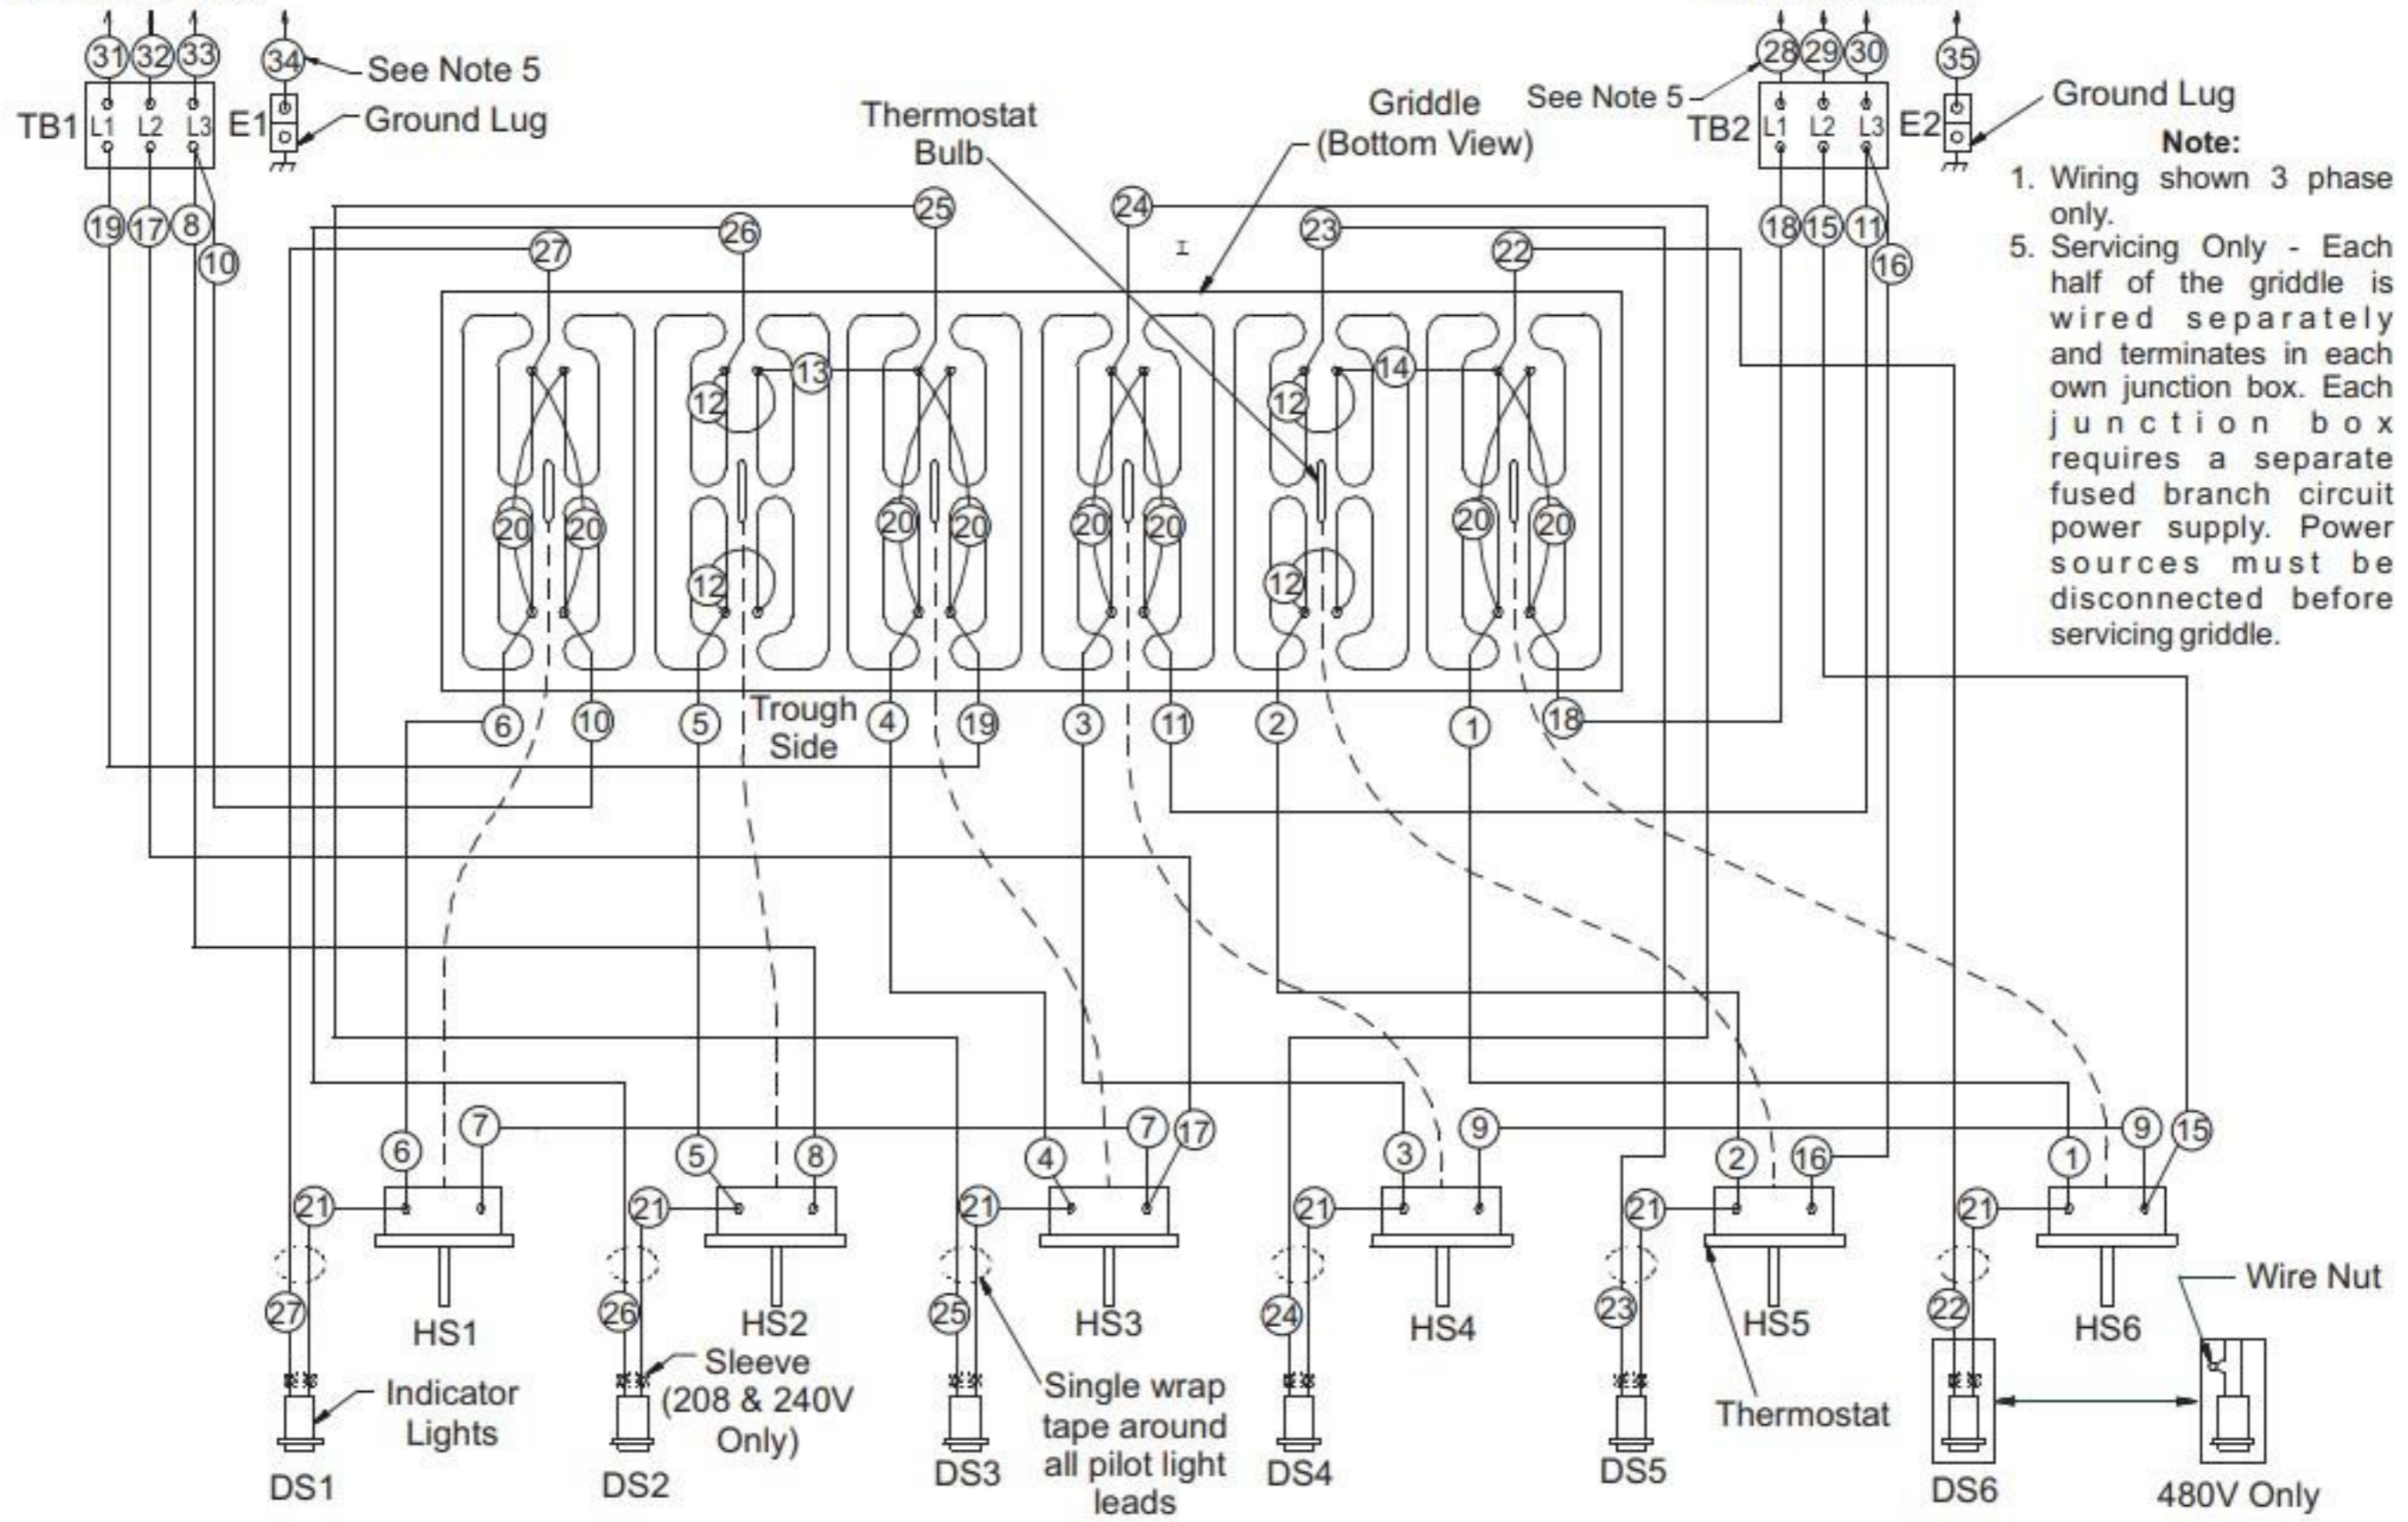 31 32 33 34 See Note 5
28 29 30 35
See Note 5
TB1 L1 L2 L3 E1 Ground Lug
Thermostat
Bulb
Griddle
(Bottom View)
TB2 L1 L2 L3 E2 Ground Lug
19 17 8 10
18 15 11 16
Note:
1. Wiring shown 3 phase
only.
5. Servicing Only - Each
half of the griddle is
wired separately
and terminates in each
own junction box. Each
junction box
requires a separate
fused branch circuit
power supply. Power
sources must be
disconnected before
servicing griddle.
27 26 25 24 23 22
12 13 12 14
20 20 20 20 20 20 20 20
12 12
6 10 5 Trough
Side
4 19 3 11 2 1 18
6 7 5 8 4 7 17 3 9 2 16 1 9 15
21 21 21 21 21 21
27 26 25 24 23 22
HS1 HS2 HS3 HS4 HS5 HS6
Wire Nut
Indicator
Lights
Sleeve
(208 & 240V
Only)
Single wrap
tape around
all pilot light
leads
Thermostat
DS1 DS2 DS3 DS4 DS5 DS6 480V Only